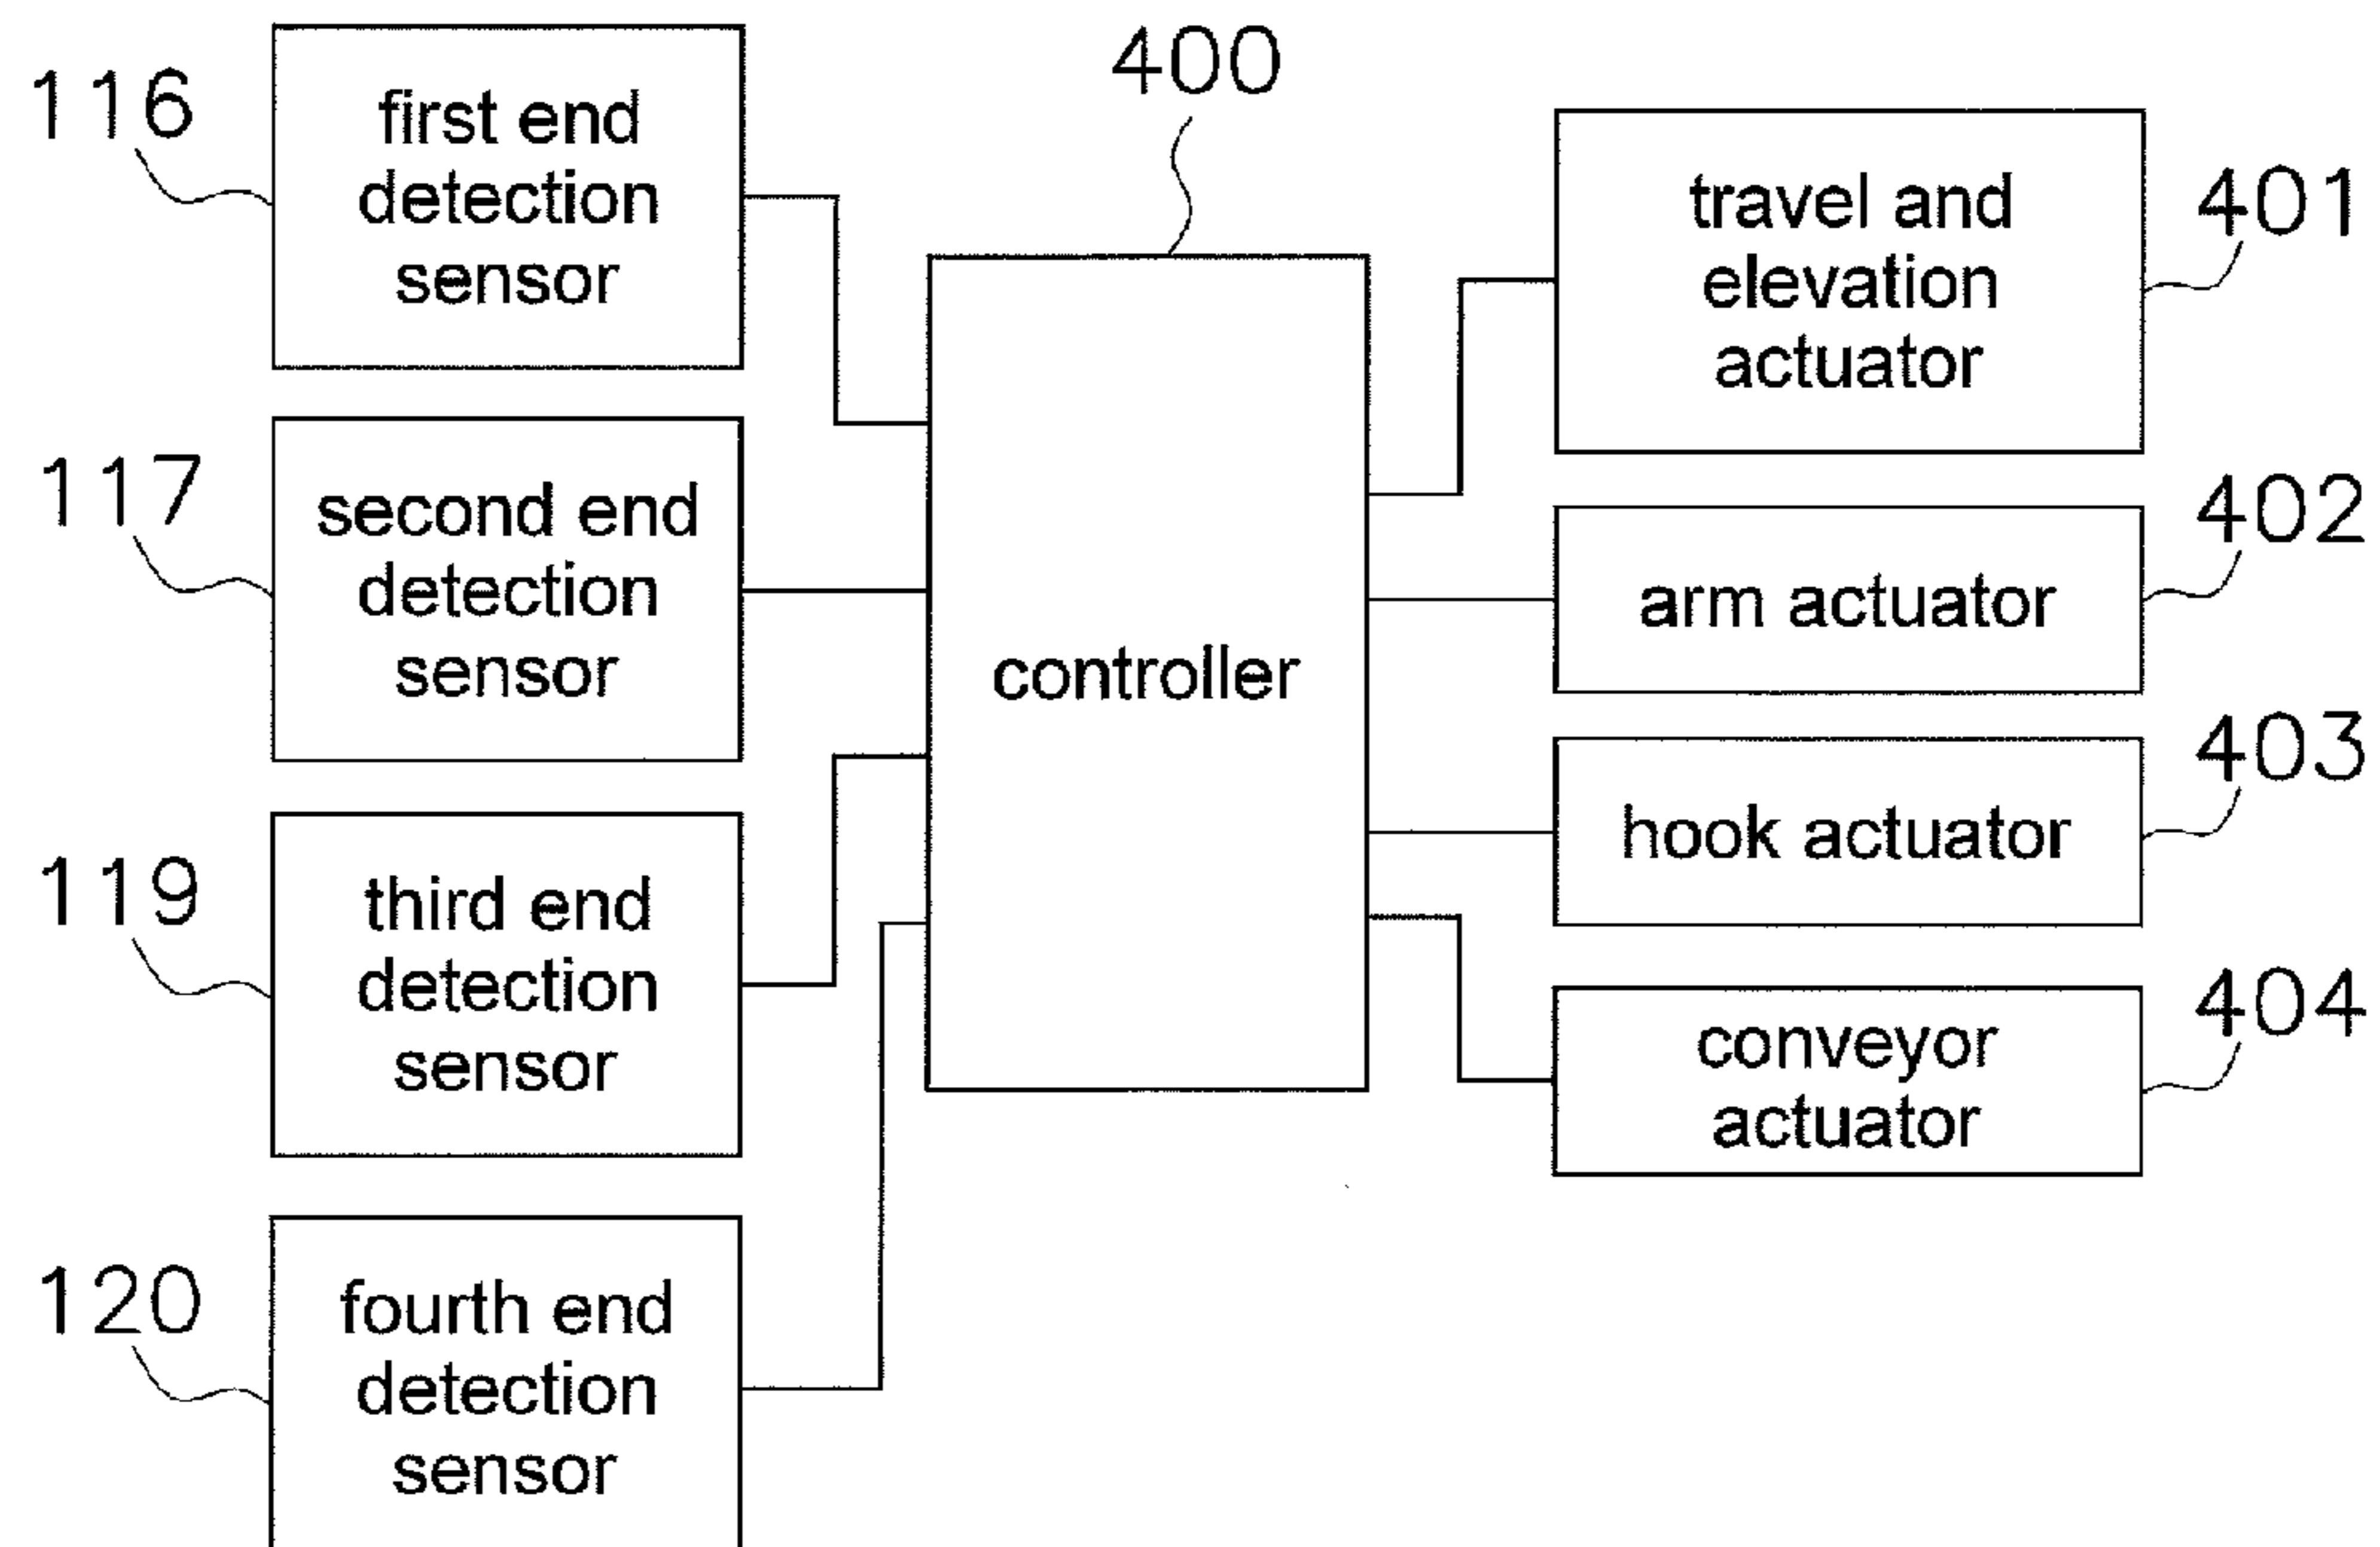 116
first end
detection
sensor
117
second end
detection
sensor
119
third end
detection
sensor
120
fourth end
detection
sensor
400
controller
401
travel and
elevation
actuator
402
arm actuator
403
hook actuator
404
conveyor
actuator